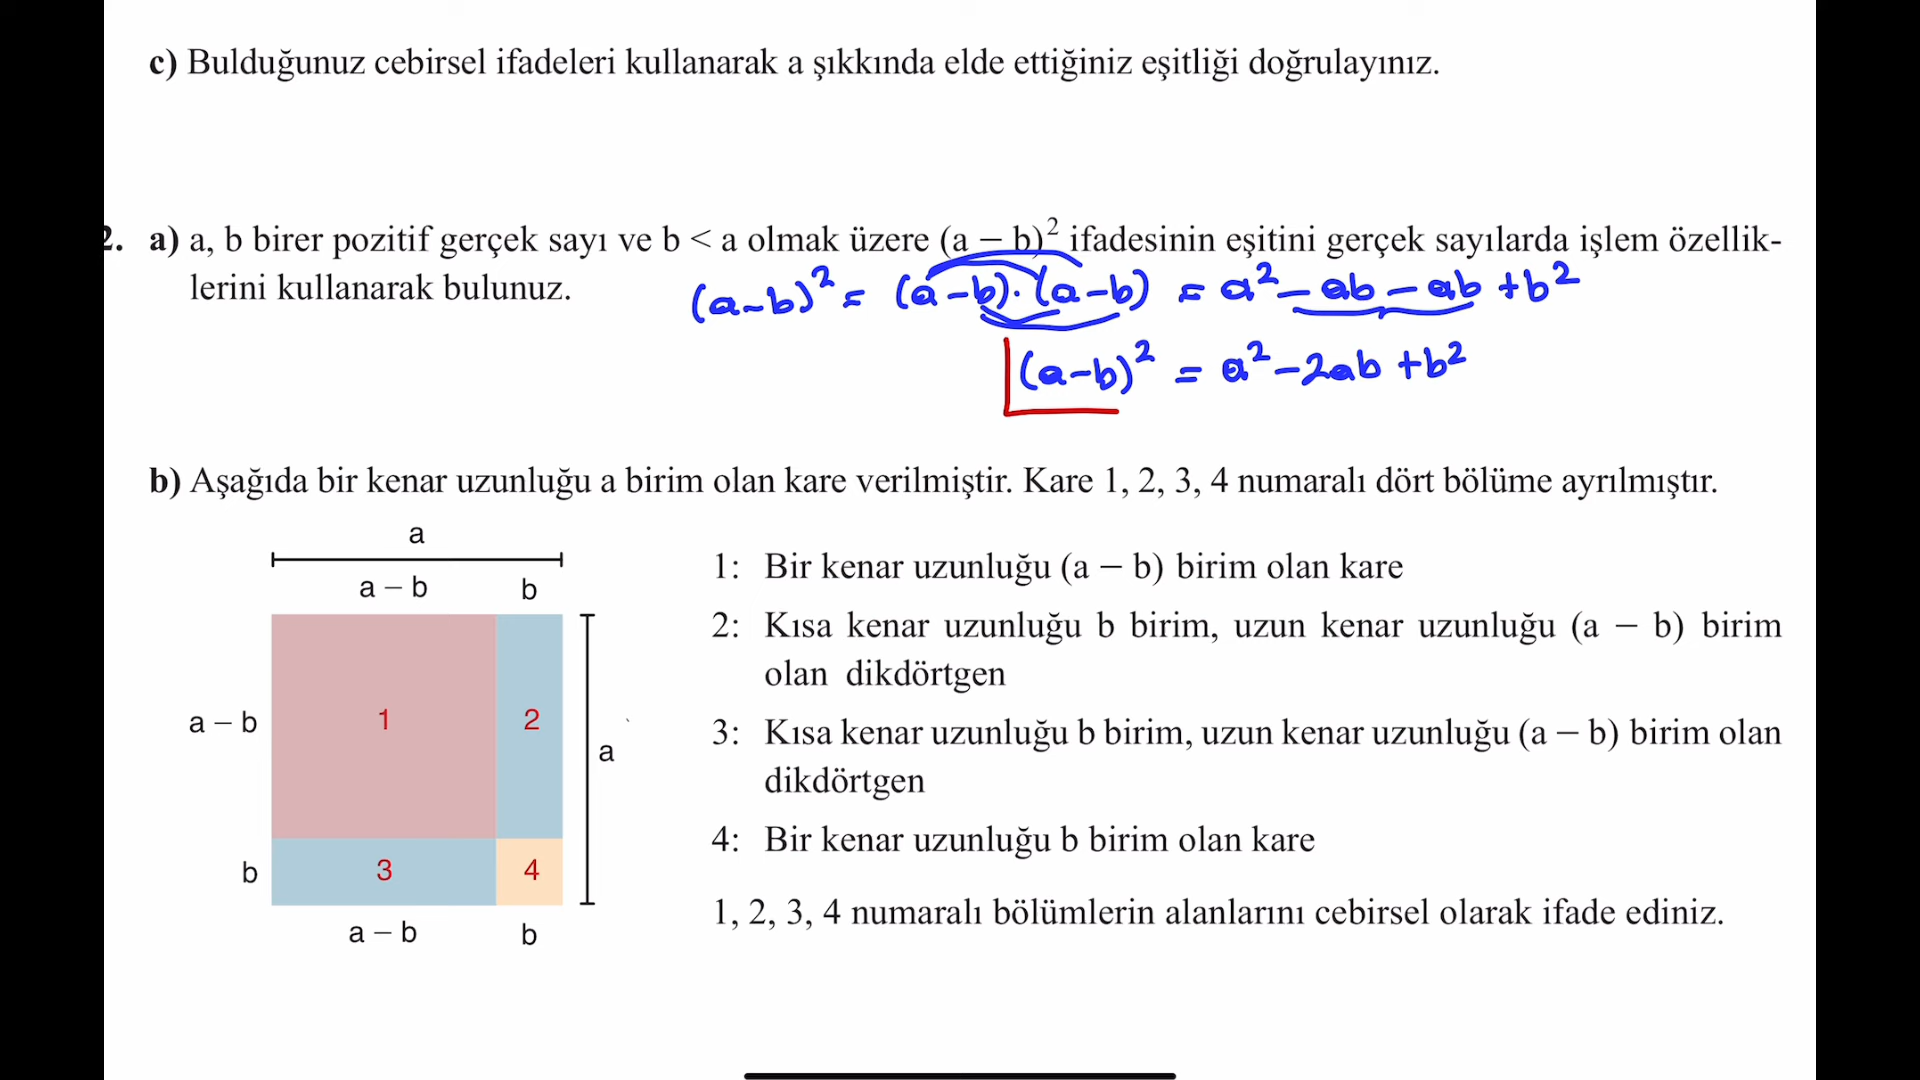 c) Bulduğunuz cebirsel ifadeleri kullanarak a şıkkında elde ettiğiniz eşitliği doğrulayınız.
2. a) a, b birer pozitif gerçek sayı ve b < a olmak üzere (a − b)² ifadesinin eşitini gerçek sayılarda işlem özellik-
lerini kullanarak bulunuz.
(a-b)² = (a-b)·(a-b) = a² - ab - ab + b²
(a-b)² = a² - 2ab + b²
b) Aşağıda bir kenar uzunluğu a birim olan kare verilmiştir. Kare 1, 2, 3, 4 numaralı dört bölüme ayrılmıştır.
a
a − b b
a − b 1 2 a
b 3 4
a − b b
1: Bir kenar uzunluğu (a − b) birim olan kare
2: Kısa kenar uzunluğu b birim, uzun kenar uzunluğu (a − b) birim
olan dikdörtgen
3: Kısa kenar uzunluğu b birim, uzun kenar uzunluğu (a − b) birim olan
dikdörtgen
4: Bir kenar uzunluğu b birim olan kare
1, 2, 3, 4 numaralı bölümlerin alanlarını cebirsel olarak ifade ediniz.